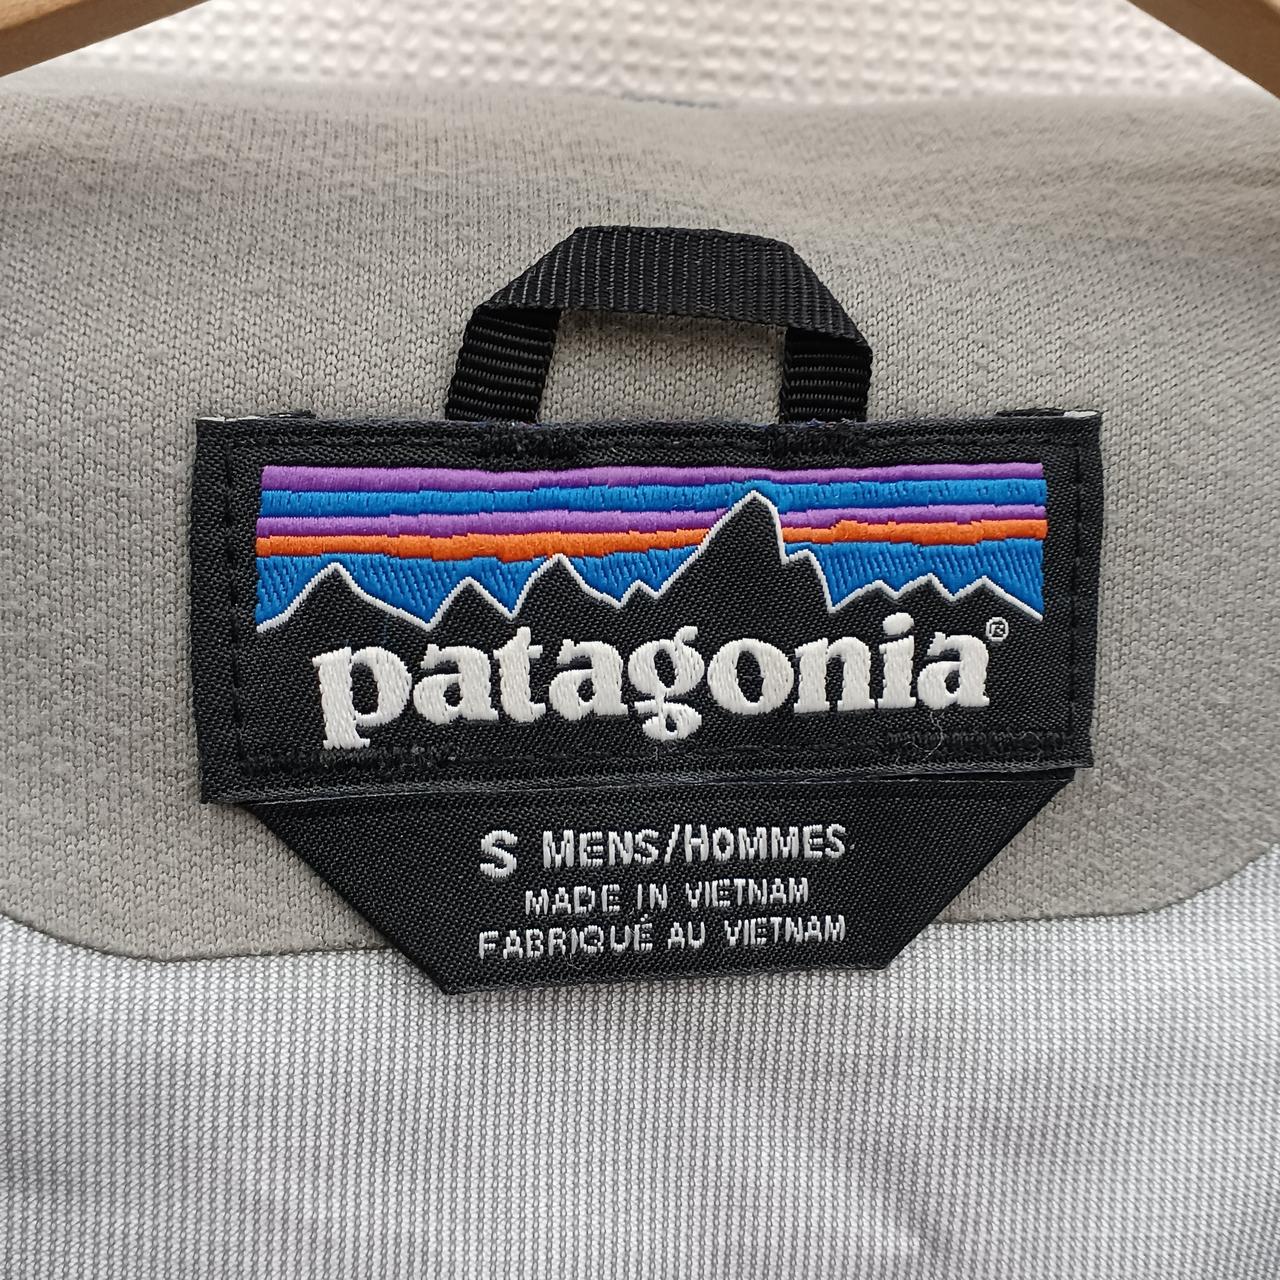 patagonia®
S MENS/HOMMES
MADE IN VIETNAM
FABRIQUÉ AU VIETNAM